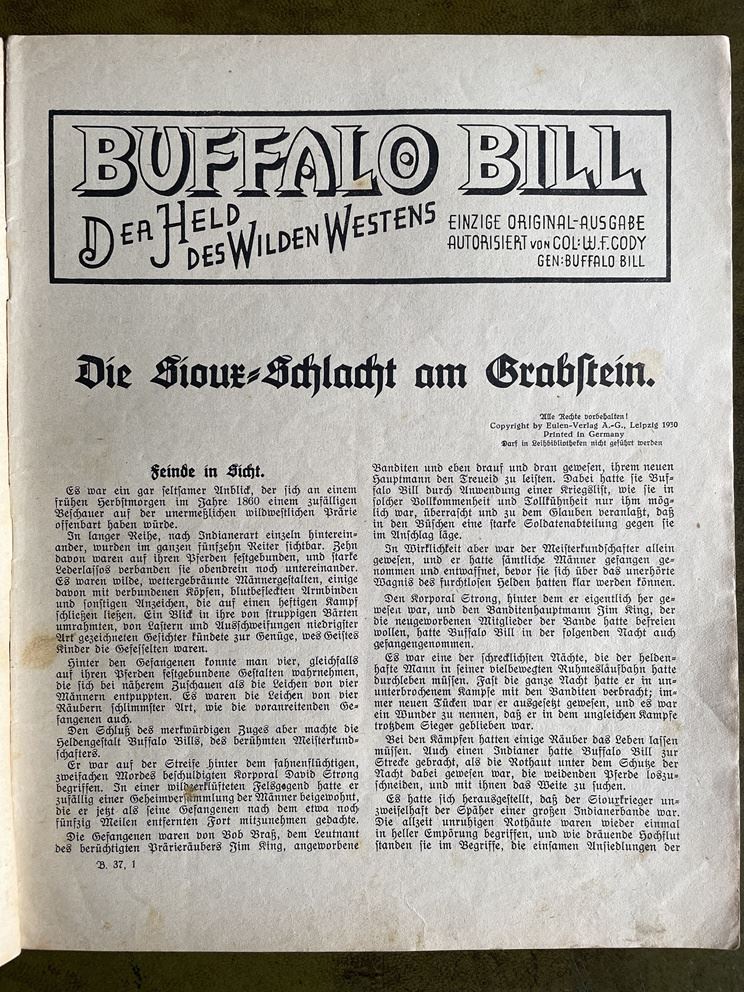 BUFFALO BILL
DER HELD
DES WILDEN WESTENS
EINZIGE ORIGINAL-AUSGABE
AUTORISIERT VON COL: W.F. CODY
GEN: BUFFALO BILL
Die Sioux-Schlacht am Grabstein.
Alle Rechte vorbehalten!
Copyright by Eulen-Verlag A.-G., Leipzig 1930
Printed in Germany
Darf in Leihbibliotheken nicht geführt werden
Feinde in Sicht.
Es war ein gar seltsamer Anblick, der sich an einem
frühen Herbstmorgen im Jahre 1860 einem zufälligen
Beschauer auf der unermeßlichen wildwestlichen Prärie
offenbart haben würde.
In langer Reihe, nach Indianerart einzeln hinterein-
ander, wurden im ganzen fünfzehn Reiter sichtbar. Zehn
davon waren auf ihren Pferden festgebunden, und starke
Lederlassos verbanden sie obendrein noch untereinander.
Es waren wilde, wettergebräunte Männergestalten, einige
davon mit verbundenen Köpfen, blutbefleckten Armbinden
und sonstigen Anzeichen, die auf einen heftigen Kampf
schließen ließen. Ein Blick in ihre von struppigen Bärten
umrahmten, von Lastern und Ausschweifungen niedrigster
Art gezeichneten Gesichter kündete zur Genüge, wes Geistes
Kinder die Gefesselten waren.
Hinter den Gefangenen konnte man vier, gleichfalls
auf ihren Pferden festgebundene Gestalten wahrnehmen,
die sich bei näherem Zuschauen als die Leichen von vier
Männern entpuppten. Es waren die Leichen von vier
Räubern schlimmster Art, wie die voranreitenden Ge-
fangenen auch.
Den Schluß des merkwürdigen Zuges aber machte die
Heldengestalt Buffalo Bills, des berühmten Meisterkund-
schafters.
Er war auf der Streife hinter dem fahnenflüchtigen,
zweifachen Mordes beschuldigten Korporal David Strong
begriffen. In einer wildzerklüfteten Felsgegend hatte er
zufällig einer Geheimversammlung der Männer beigewohnt,
die er jetzt als seine Gefangenen nach dem etwa noch
fünfzig Meilen entfernten Fort mitzunehmen gedachte.
Die Gefangenen waren von Bob Braß, dem Leutnant
des berüchtigten Prärieräubers Jim King, angeworbene
B. 37, 1
Banditen und eben drauf und dran gewesen, ihrem neuen
Hauptmann den Treueid zu leisten. Dabei hatte sie Buf-
falo Bill durch Anwendung einer Kriegslist, wie sie in
solcher Vollkommenheit und Tollkühnheit nur ihm mög-
lich war, überrascht und zu dem Glauben veranlaßt, daß
in den Büschen eine starke Soldatenabteilung gegen sie
im Anschlag läge.
In Wirklichkeit aber war der Meisterkundschafter allein
gewesen, und er hatte sämtliche Männer gefangen ge-
nommen und entwaffnet, bevor sie sich über das unerhörte
Wagnis des furchtlosen Helden hatten klar werden können.
Den Korporal Strong, hinter dem er eigentlich her ge-
wesen war, und den Banditenhauptmann Jim King, der
die neugeworbenen Mitglieder der Bande hatte befreien
wollen, hatte Buffalo Bill in der folgenden Nacht auch
gefangengenommen.
Es war eine der schrecklichsten Nächte, die der helden-
hafte Mann in seiner vielbewegten Ruhmeslaufbahn hatte
durchleben müssen. Fast die ganze Nacht hatte er in un-
unterbrochenem Kampfe mit den Banditen verbracht; im-
mer neuen Tücken war er ausgesetzt gewesen, und es war
ein Wunder zu nennen, daß er in dem ungleichen Kampfe
trotzdem Sieger geblieben war.
Bei den Kämpfen hatten einige Räuber das Leben lassen
müssen. Auch einen Indianer hatte Buffalo Bill zur
Strecke gebracht, als die Rothaut unter dem Schutze der
Nacht dabei gewesen war, die weidenden Pferde loszu-
schneiden, und mit ihnen das Weite zu suchen.
Es hatte sich herausgestellt, daß der Siouxkrieger un-
zweifelhaft der Späher einer großen Indianerbande war.
Die allzeit unruhigen Rothäute waren wieder einmal
in heller Empörung begriffen, und wie dräuende Hochflut
standen sie im Begriffe, die einsamen Ansiedlungen der